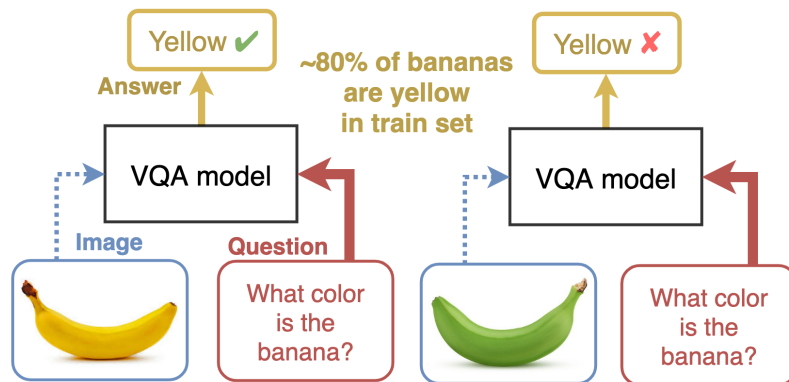 Yellow ✔
Answer
VQA model
Image
Question
What color
is the
banana?
~80% of bananas
are yellow
in train set
Yellow ✘
VQA model
What color
is the
banana?